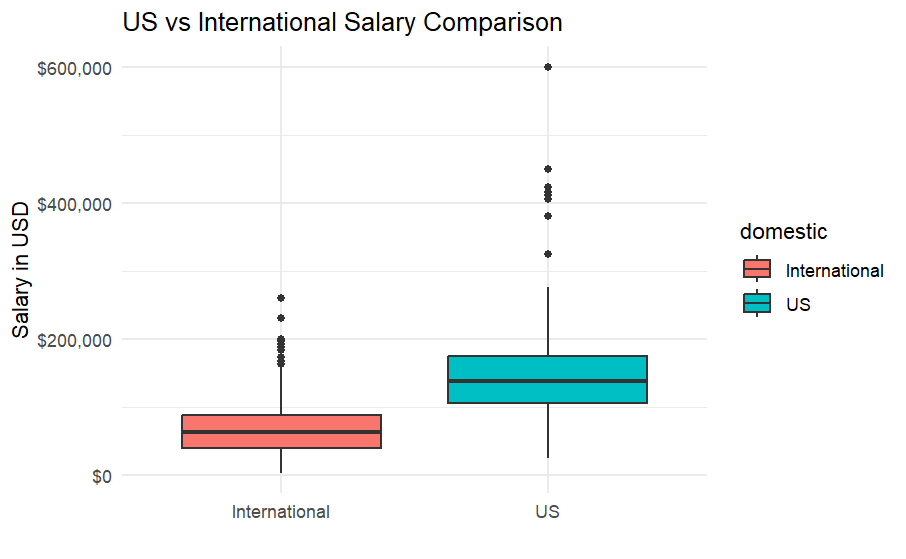 US vs International Salary Comparison
Salary in USD
$600,000
$400,000
$200,000
$0
International
US
domestic
International
US